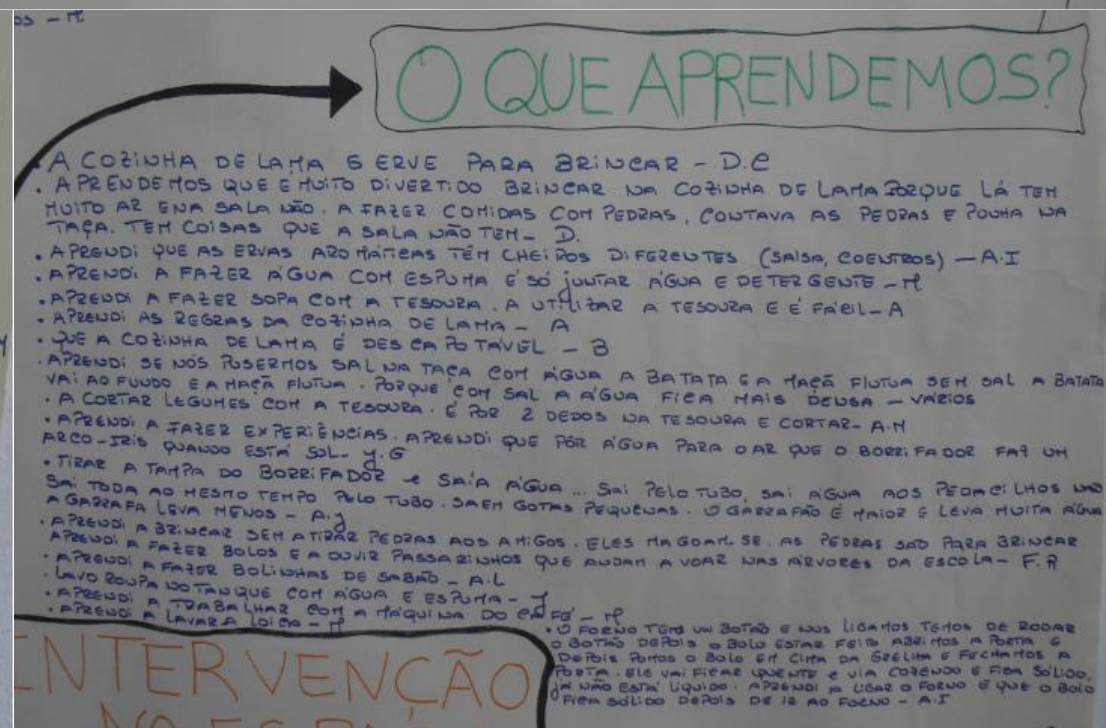 os - M
O QUE APRENDEMOS?
. A COZINHA DE LAMA SERVE PARA BRINCAR - D.C
. APRENDEMOS QUE E MUITO DIVERTIDO BRINCAR NA COZINHA DE LAMA PORQUE LÁ TEM
MUITO AR E NA SALA NÃO. A FAZER COMIDAS COM PEDRAS, CONTAVA AS PEDRAS E POUHA NA
TAÇA. TEM COISAS QUE A SALA NÃO TEM - D.
. APRENDI QUE AS ERVAS AROMÁTICAS TÊM CHEIROS DIFERENTES (SALSA, COENTROS) - A.I
. APRENDI A FAZER ÁGUA COM ESPUMA É SÓ JUNTAR ÁGUA E DETERGENTE - M.
. APRENDI A FAZER SOPA COM A TESOURA. A UTILIZAR A TESOURA E É FÁCIL - A
. APRENDI AS REGRAS DA COZINHA DE LAMA - A
. QUE A COZINHA DE LAMA É DESCAPOTÁVEL - B
. APRENDI SE NÓS PUSERMOS SAL NA TAÇA COM ÁGUA A BATATA E A MAÇÃ FLUTUA SEM SAL A BATATA
VAI AO FUNDO E A MAÇÃ FLUTUA. PORQUE COM SAL A ÁGUA FICA MAIS DENSA - VÁRIOS
. A CORTAR LEGUMES COM A TESOURA. É POR 2 DEDOS NA TESOURA E CORTAR - A.M
. APRENDI A FAZER EXPERIÊNCIAS. APRENDI QUE PÔR ÁGUA PARA O AR QUE O BORRIFADOR FAZ UM
ARCO-ÍRIS QUANDO ESTÁ SOL - Y.G
. TIRAR A TAMPA DO BORRIFADOR e SAÍA ÁGUA ... SAI PELO TUBO, SAI ÁGUA AOS PEDACILHOS NÃO
SAI TODA AO MESMO TEMPO PELO TUBO. SAEM GOTAS PEQUENAS. O GARRAFÃO É MAIOR E LEVA MUITA ÁGUA
A GARRAFA LEVA MENOS - A.J
. APRENDI A BRINCAR SEM ATIRAR PEDRAS AOS AMIGOS. ELES MAGOAM-SE. AS PEDRAS SÃO PARA BRINCAR
APRENDI A FAZER BOLOS E A OUVIR PASSARINHOS QUE ANDAM A VOAR NAS ÁRVORES DA ESCOLA - F.R
. APRENDI A FAZER BOLINHAS DE SABÃO - A.L
. LAVO ROUPA NO TANQUE COM ÁGUA E ESPUMA - J
. APRENDI A TRABALHAR COM A MÁQUINA DO CAFÉ - M
. APRENDI A LAVAR A LOIÇA - M
. O FORNO TEM UM BOTÃO E NOS LIGAMOS TEMOS DE RODAR
O BOTÃO DEPOIS O BOLO ESTAR FEITO ABRIMOS A PORTA E
DEPOIS POMOS O BOLO EM CIMA DA GRELHA E FECHAMOS A
PORTA. ELE VAI FICAR QUENTE e VIA COZENDO E FICA SÓLIDO,
JÁ NÃO ESTÁ LÍQUIDO. APRENDI A LIGAR O FORNO E QUE O BOLO
FICA SÓLIDO DEPOIS DE IR AO FORNO - A.I
INTERVENÇÃO
NO ESPA